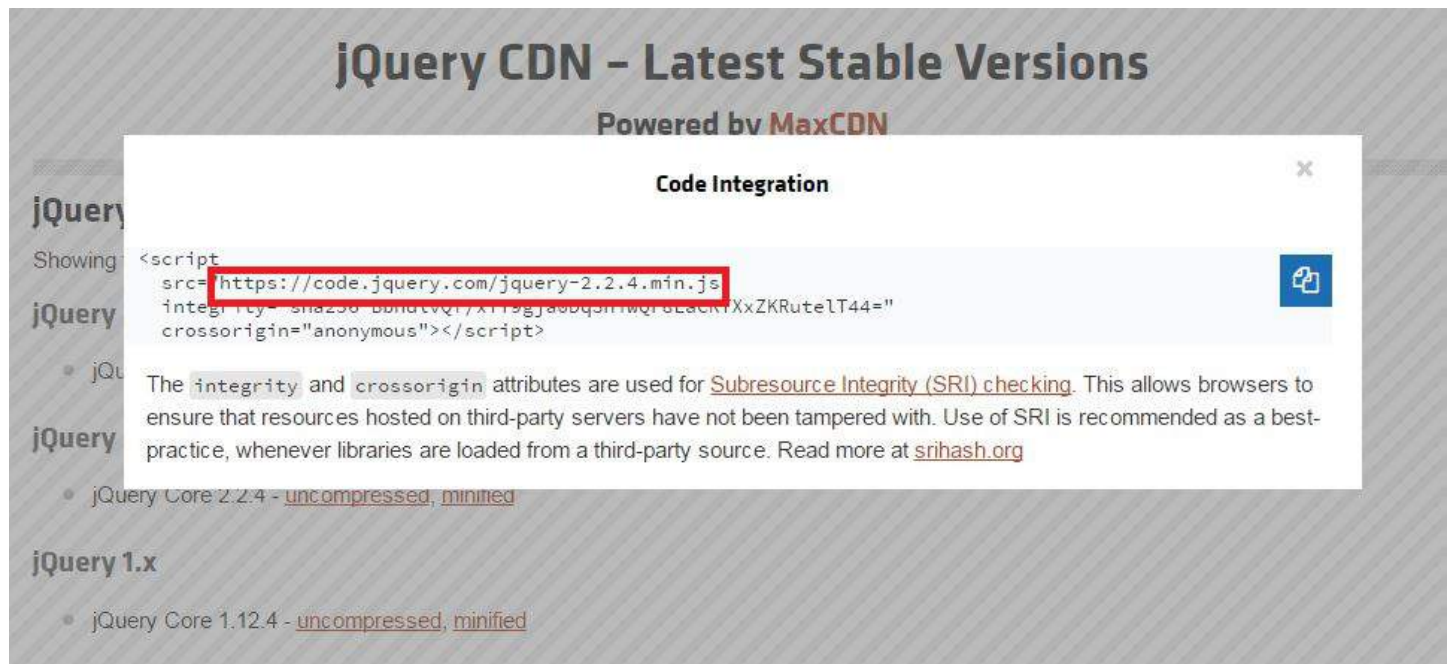 jQuery CDN – Latest Stable Versions
Powered by MaxCDN
Code Integration
×
jQuery
Showing
<script
src="https://code.jquery.com/jquery-2.2.4.min.js
jQuery
XxZKRutelT44="
crossorigin="anonymous"></script>
The integrity and crossorigin attributes are used for Subresource Integrity (SRI) checking. This allows browsers to
ensure that resources hosted on third-party servers have not been tampered with. Use of SRI is recommended as a best-
jQuery
practice, whenever libraries are loaded from a third-party source. Read more at srihash.org
jQuery Core 2.2.4 - uncompressed, minified
jQuery 1.x
jQuery Core 1.12.4 - uncompressed, minified